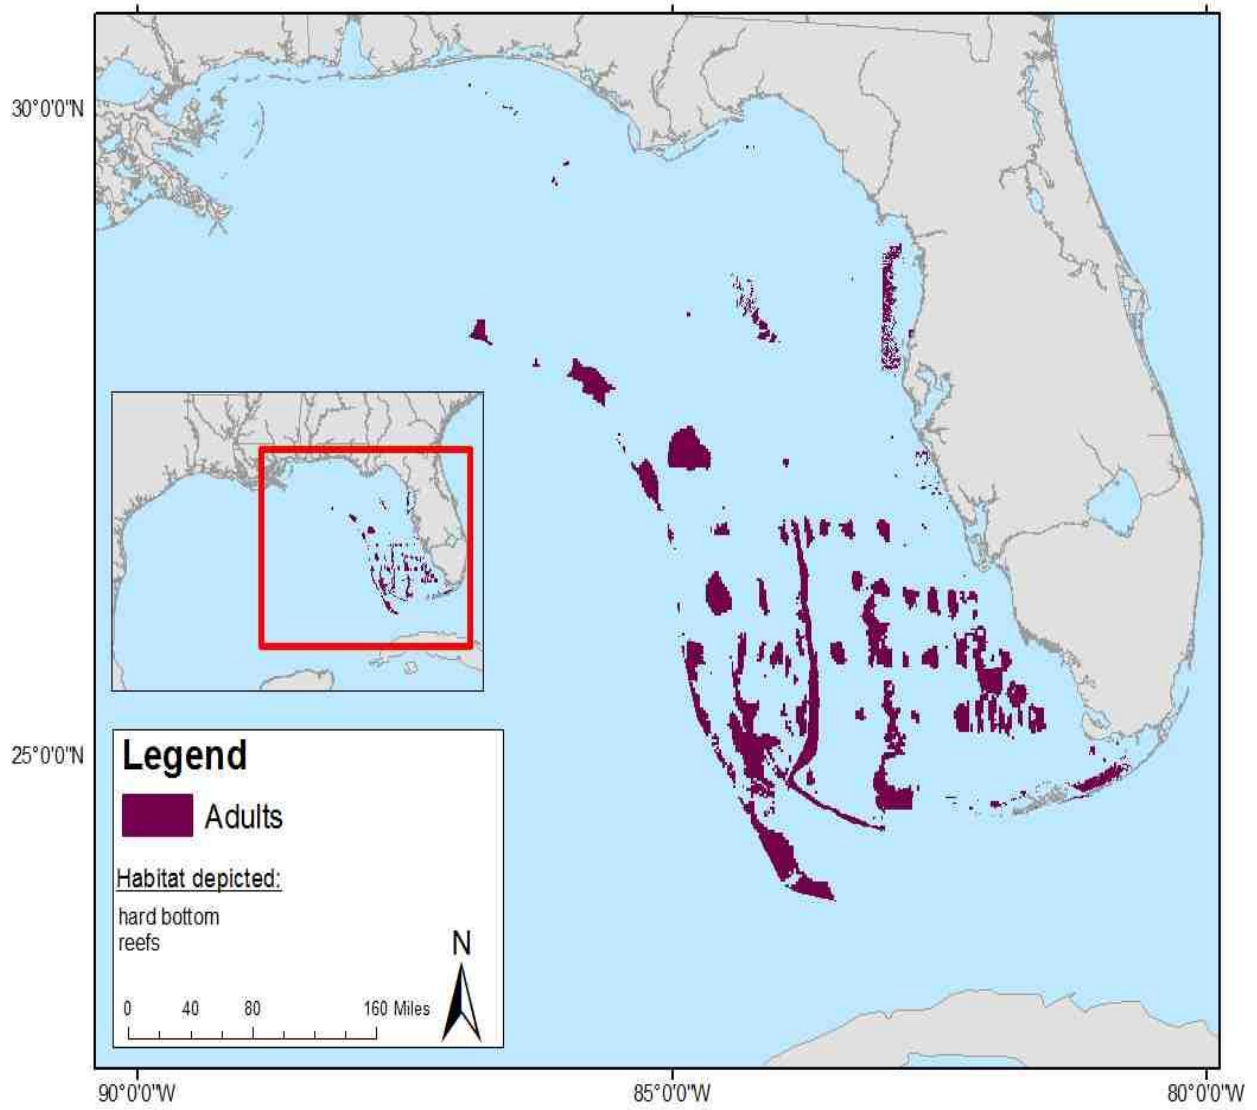 30°0'0"N
25°0'0"N
Legend
Adults
Habitat depicted:
hard bottom
reefs
N
0 40 80 160 Miles
90°0'0"W 85°0'0"W 80°0'0"W